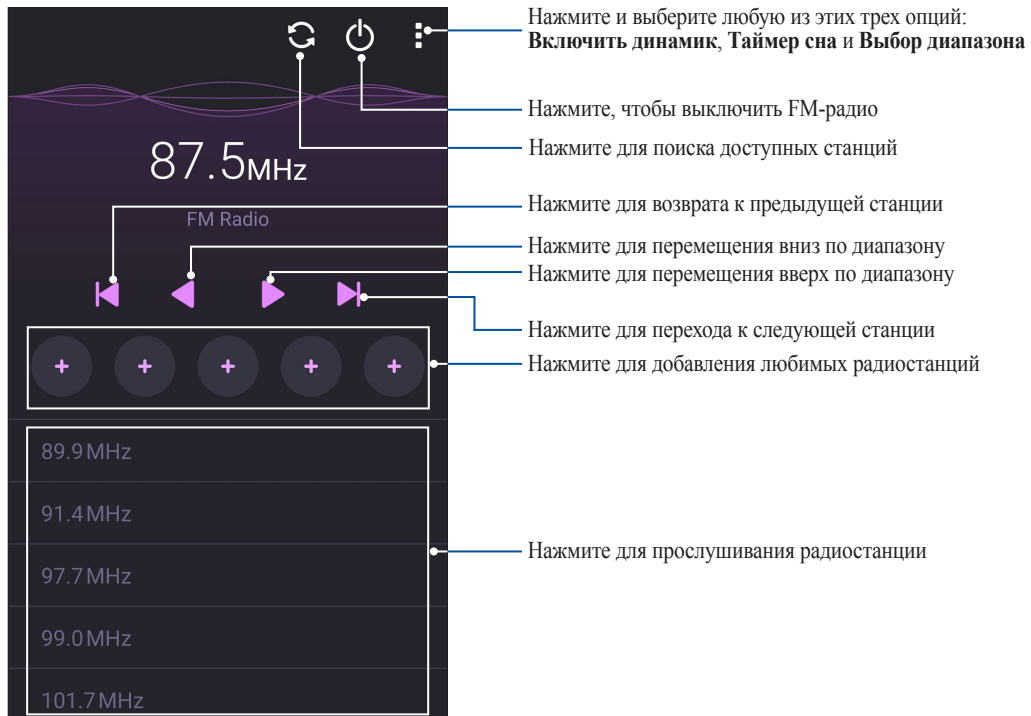 Нажмите и выберите любую из этих трех опций:
Включить динамик, Таймер сна и Выбор диапазона
Нажмите, чтобы выключить FM-радио
Нажмите для поиска доступных станций
87.5MHz
FM Radio
Нажмите для возврата к предыдущей станции
Нажмите для перемещения вниз по диапазону
Нажмите для перемещения вверх по диапазону
Нажмите для перехода к следующей станции
Нажмите для добавления любимых радиостанций
+ + + + +
89.9MHz
91.4MHz
97.7MHz
99.0MHz
101.7MHz
Нажмите для прослушивания радиостанции